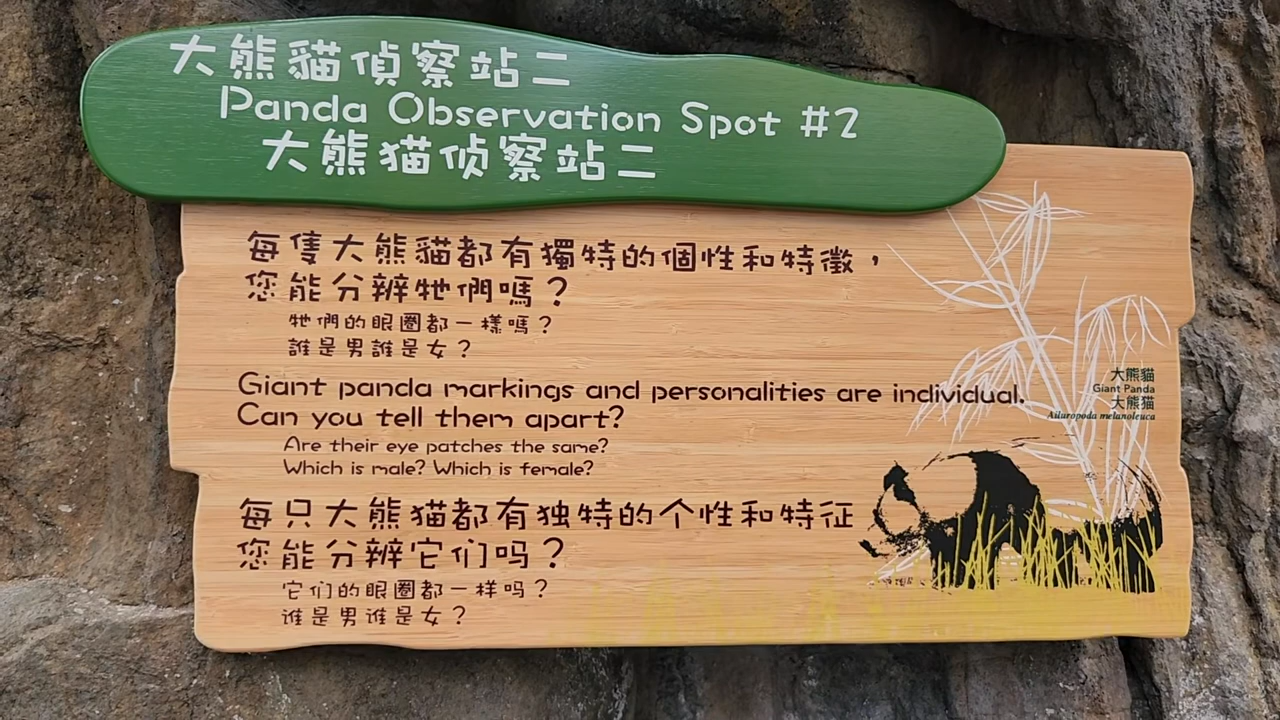 大熊貓偵察站二
Panda Observation Spot #2
大熊猫侦察站二
每隻大熊貓都有獨特的個性和特徵，
您能分辨牠們嗎？
牠們的眼圈都一樣嗎？
誰是男誰是女？
Giant panda markings and personalities are individual.
Can you tell them apart?
Are their eye patches the same?
Which is male? Which is female?
每只大熊猫都有独特的个性和特征
您能分辨它们吗？
它们的眼圈都一样吗？
谁是男谁是女？
大熊貓
Giant Panda
大熊猫
Ailuropoda melanoleuca